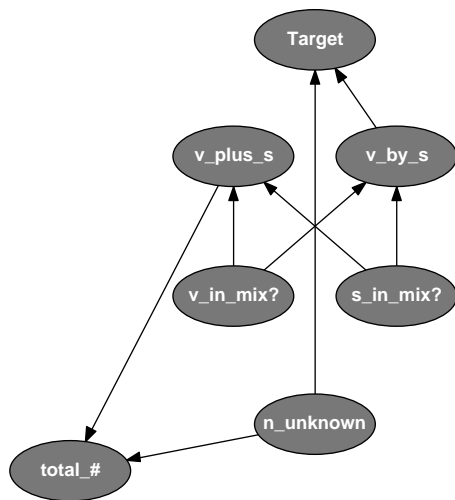 Target
v_plus_s
v_by_s
v_in_mix?
s_in_mix?
n_unknown
total_#